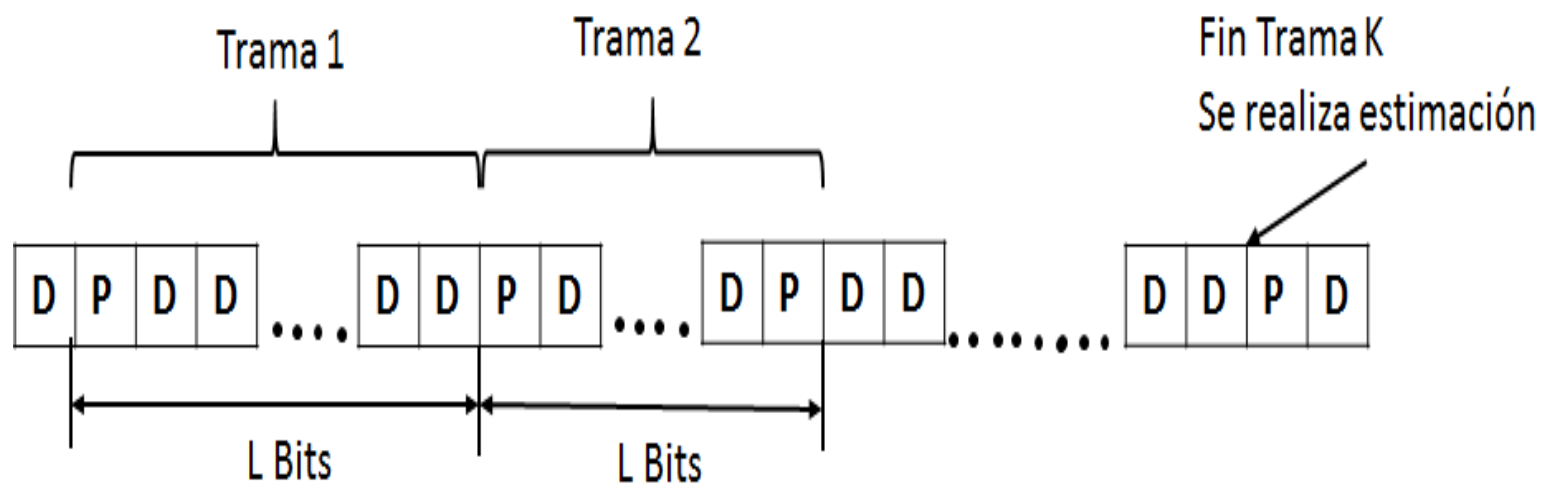 Trama 1
Trama 2
Fin Trama K
Se realiza estimación
D P D D D D P D D P D D D D P D
L Bits
L Bits